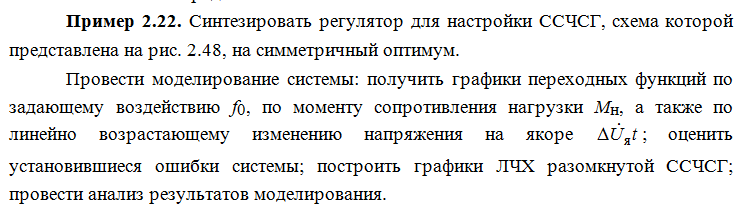 Пример 2.22. Синтезировать регулятор для настройки ССЧСГ, схема которой
представлена на рис. 2.48, на симметричный оптимум.
Провести моделирование системы: получить графики переходных функций по
задающему воздействию f0, по моменту сопротивления нагрузки Mн, а также по
линейно возрастающему изменению напряжения на якоре ΔU̇яt; оценить
установившиеся ошибки системы; построить графики ЛЧХ разомкнутой ССЧСГ;
провести анализ результатов моделирования.